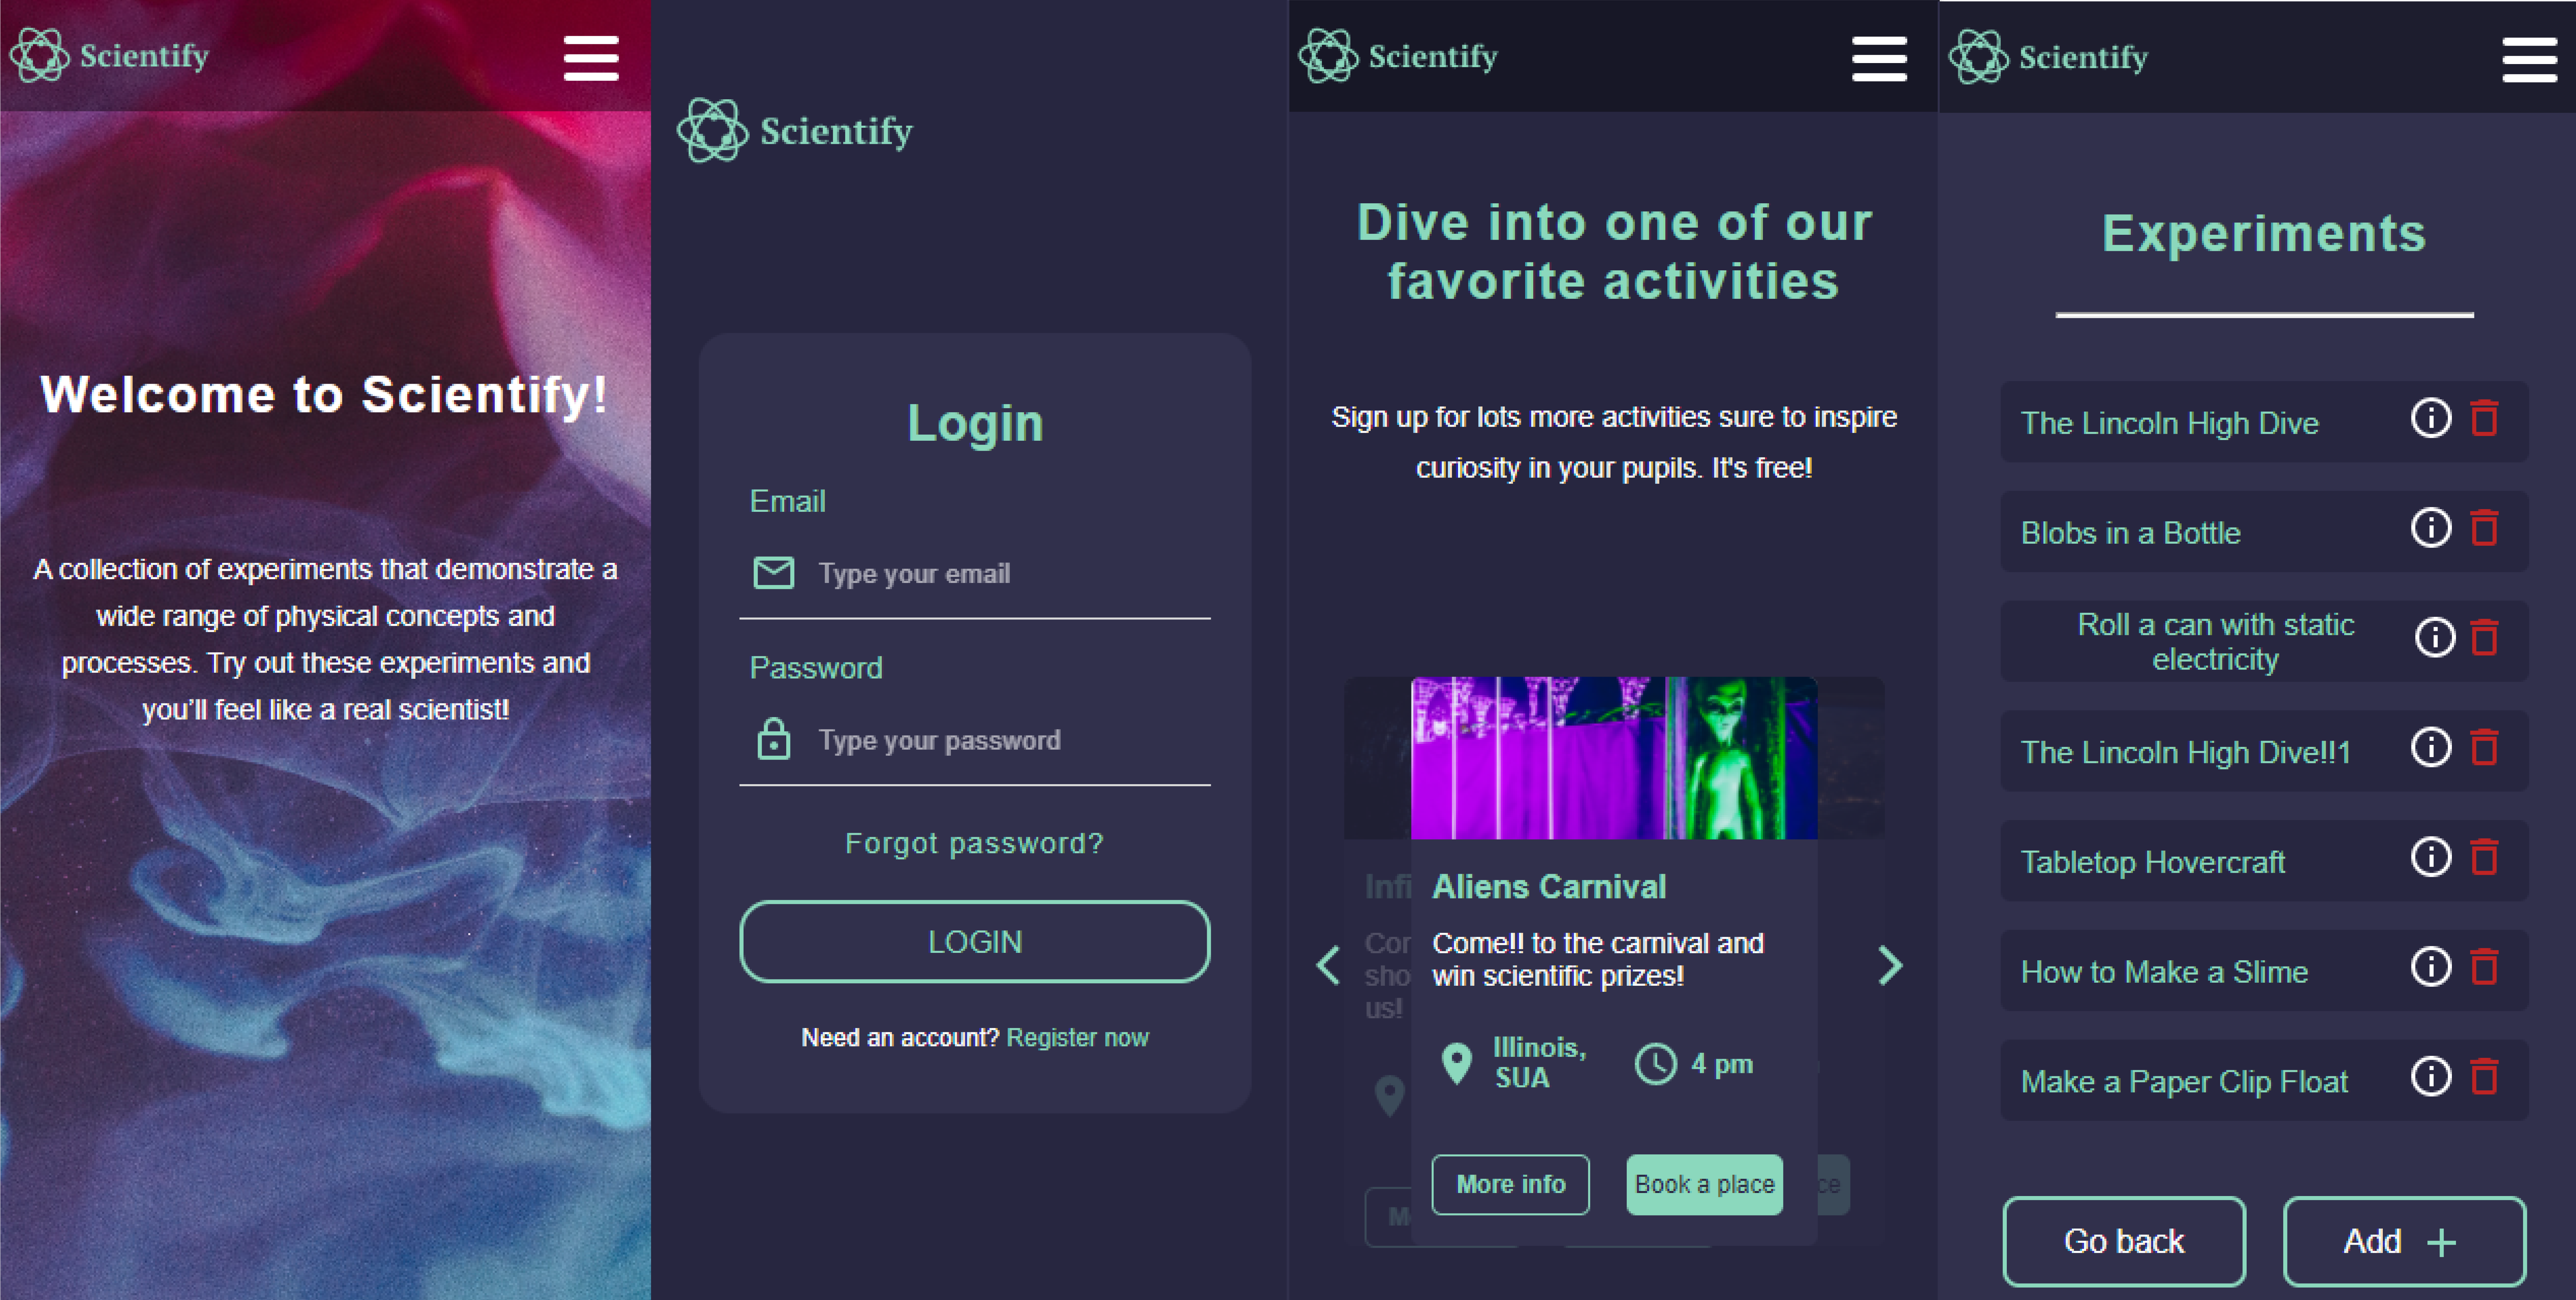 Scientify
Welcome to Scientify!
A collection of experiments that demonstrate a
wide range of physical concepts and
processes. Try out these experiments and
you'll feel like a real scientist!
Scientify
Login
Email
Type your email
Password
Type your password
Forgot password?
LOGIN
Need an account? Register now
Scientify
Dive into one of our
favorite activities
Sign up for lots more activities sure to inspire
curiosity in your pupils. It's free!
Infi
Aliens Carnival
Cor
sho
us!
Come!! to the carnival and
win scientific prizes!
Illinois,
SUA
4 pm
More info
Book a place
ce
Scientify
Experiments
The Lincoln High Dive
Blobs in a Bottle
Roll a can with static
electricity
The Lincoln High Dive!!1
Tabletop Hovercraft
How to Make a Slime
Make a Paper Clip Float
Go back
Add +